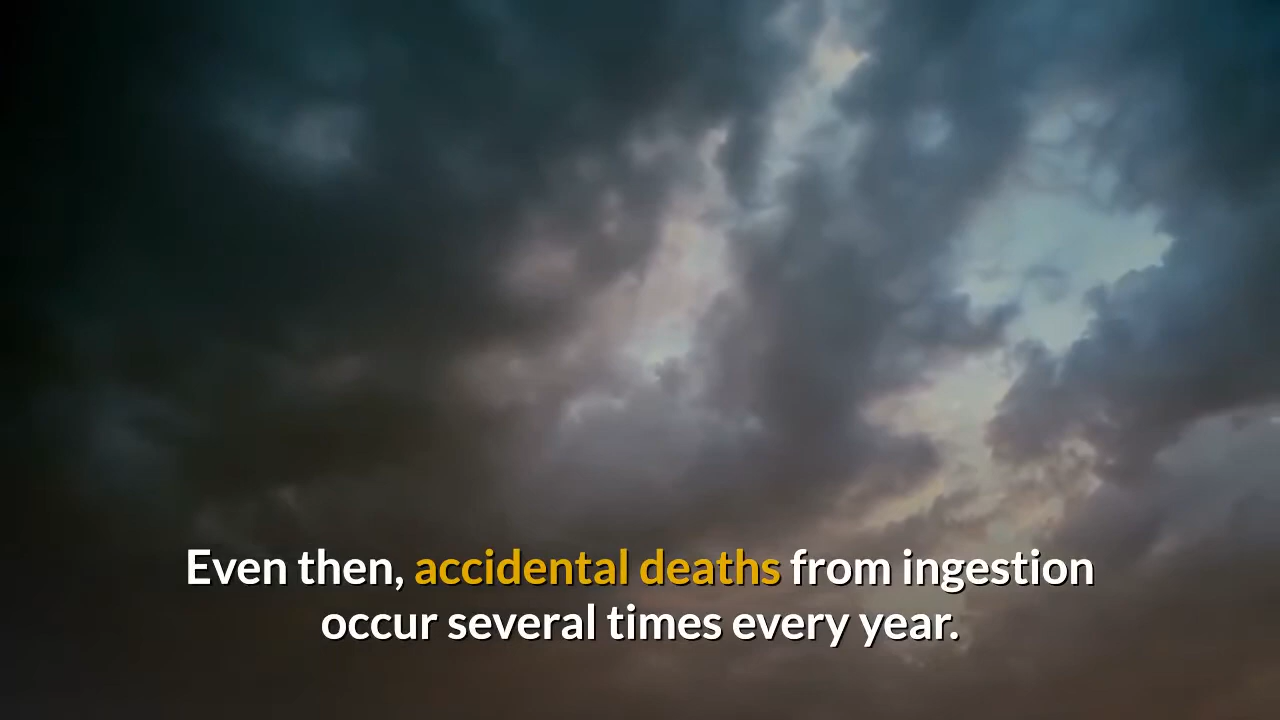 Even then, accidental deaths from ingestion
occur several times every year.